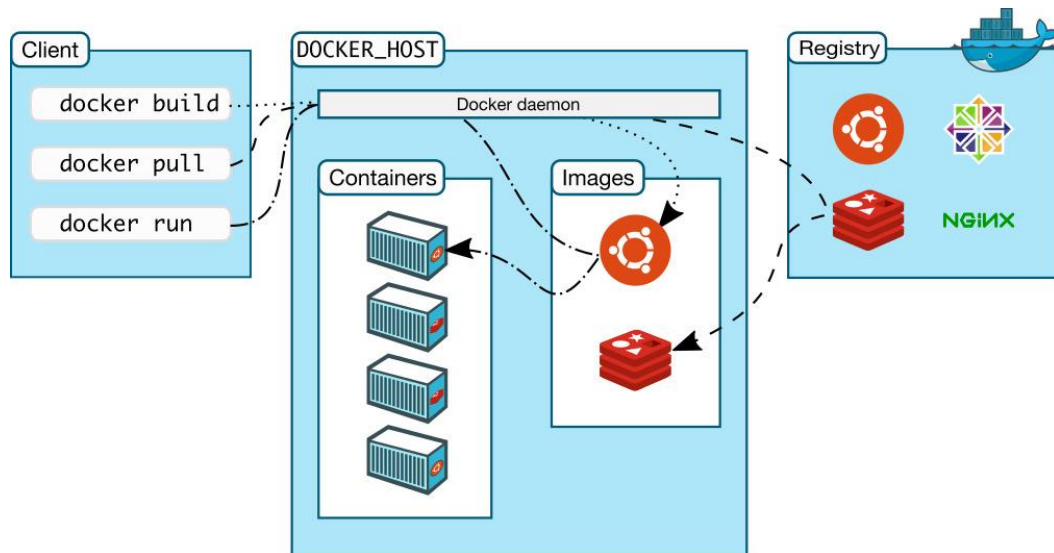 Client
docker build
docker pull
docker run
DOCKER_HOST
Docker daemon
Containers
Images
Registry
NGiNX